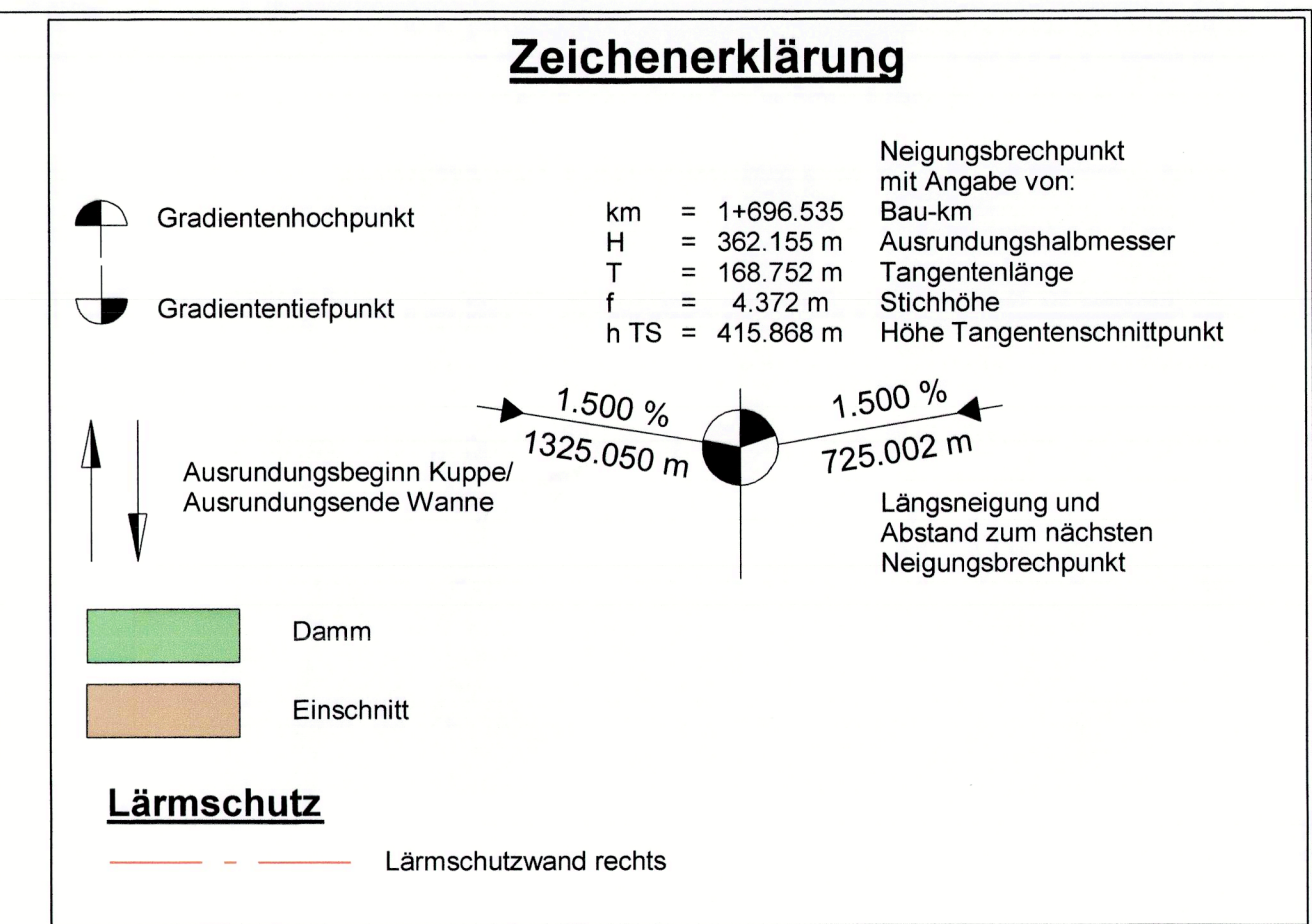 Zeichenerklärung
Gradientenhochpunkt
Gradiententiefpunkt
Neigungsbrechpunkt
mit Angabe von:
km = 1+696.535 Bau-km
H = 362.155 m Ausrundungshalbmesser
T = 168.752 m Tangentenlänge
f = 4.372 m Stichhöhe
h TS = 415.868 m Höhe Tangentenschnittpunkt
1.500 % 1.500 %
1325.050 m 725.002 m
Ausrundungsbeginn Kuppe/
Ausrundungsende Wanne
Längsneigung und
Abstand zum nächsten
Neigungsbrechpunkt
Damm
Einschnitt
Lärmschutz
Lärmschutzwand rechts